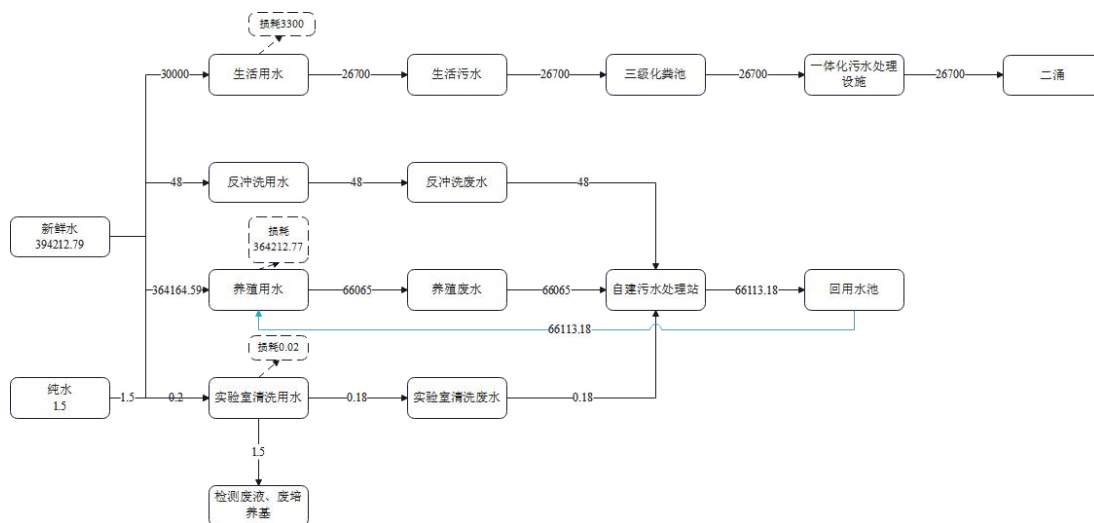 损耗3300
30000
生活用水
26700
生活污水
26700
三级化粪池
26700
一体化污水处理
设施
26700
二涌
48
反冲洗用水
48
反冲洗废水
48
新鲜水
394212.79
损耗
364212.77
364164.59
养殖用水
66065
养殖废水
66065
自建污水处理站
66113.18
回用水池
66113.18
损耗0.02
纯水
1.5
1.5
0.2
实验室清洗用水
0.18
实验室清洗废水
0.18
1.5
检测废液、废培
养基